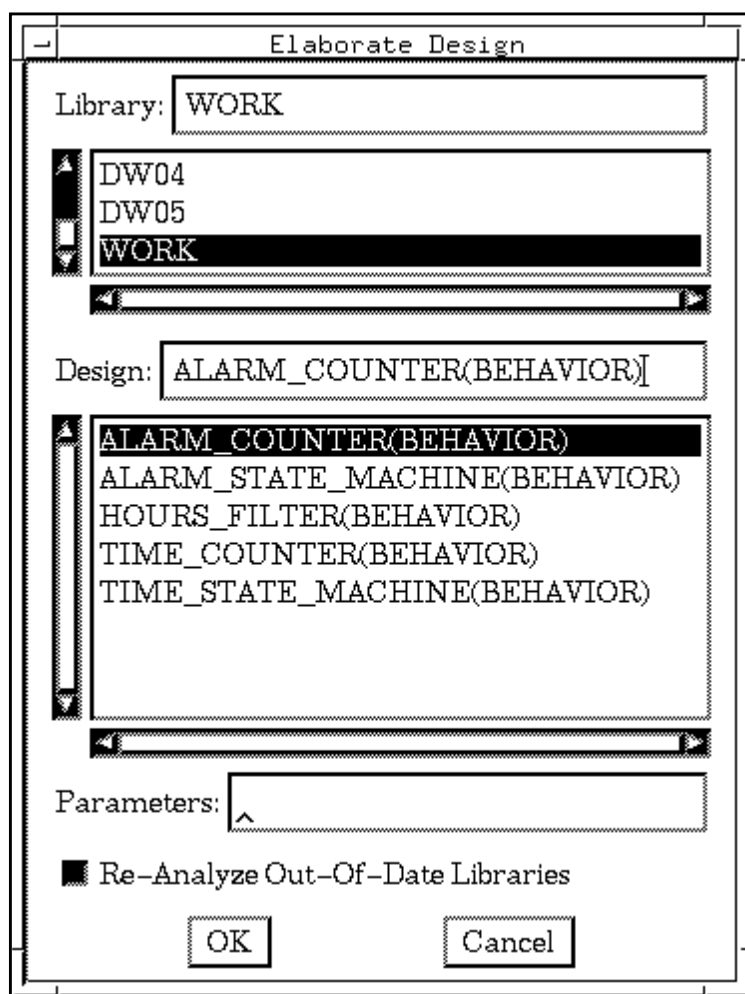 Elaborate Design
Library: WORK
DW04
DW05
WORK
Design: ALARM_COUNTER(BEHAVIOR)
ALARM_COUNTER(BEHAVIOR)
ALARM_STATE_MACHINE(BEHAVIOR)
HOURS_FILTER(BEHAVIOR)
TIME_COUNTER(BEHAVIOR)
TIME_STATE_MACHINE(BEHAVIOR)
Parameters:
Re-Analyze Out-Of-Date Libraries
OK Cancel